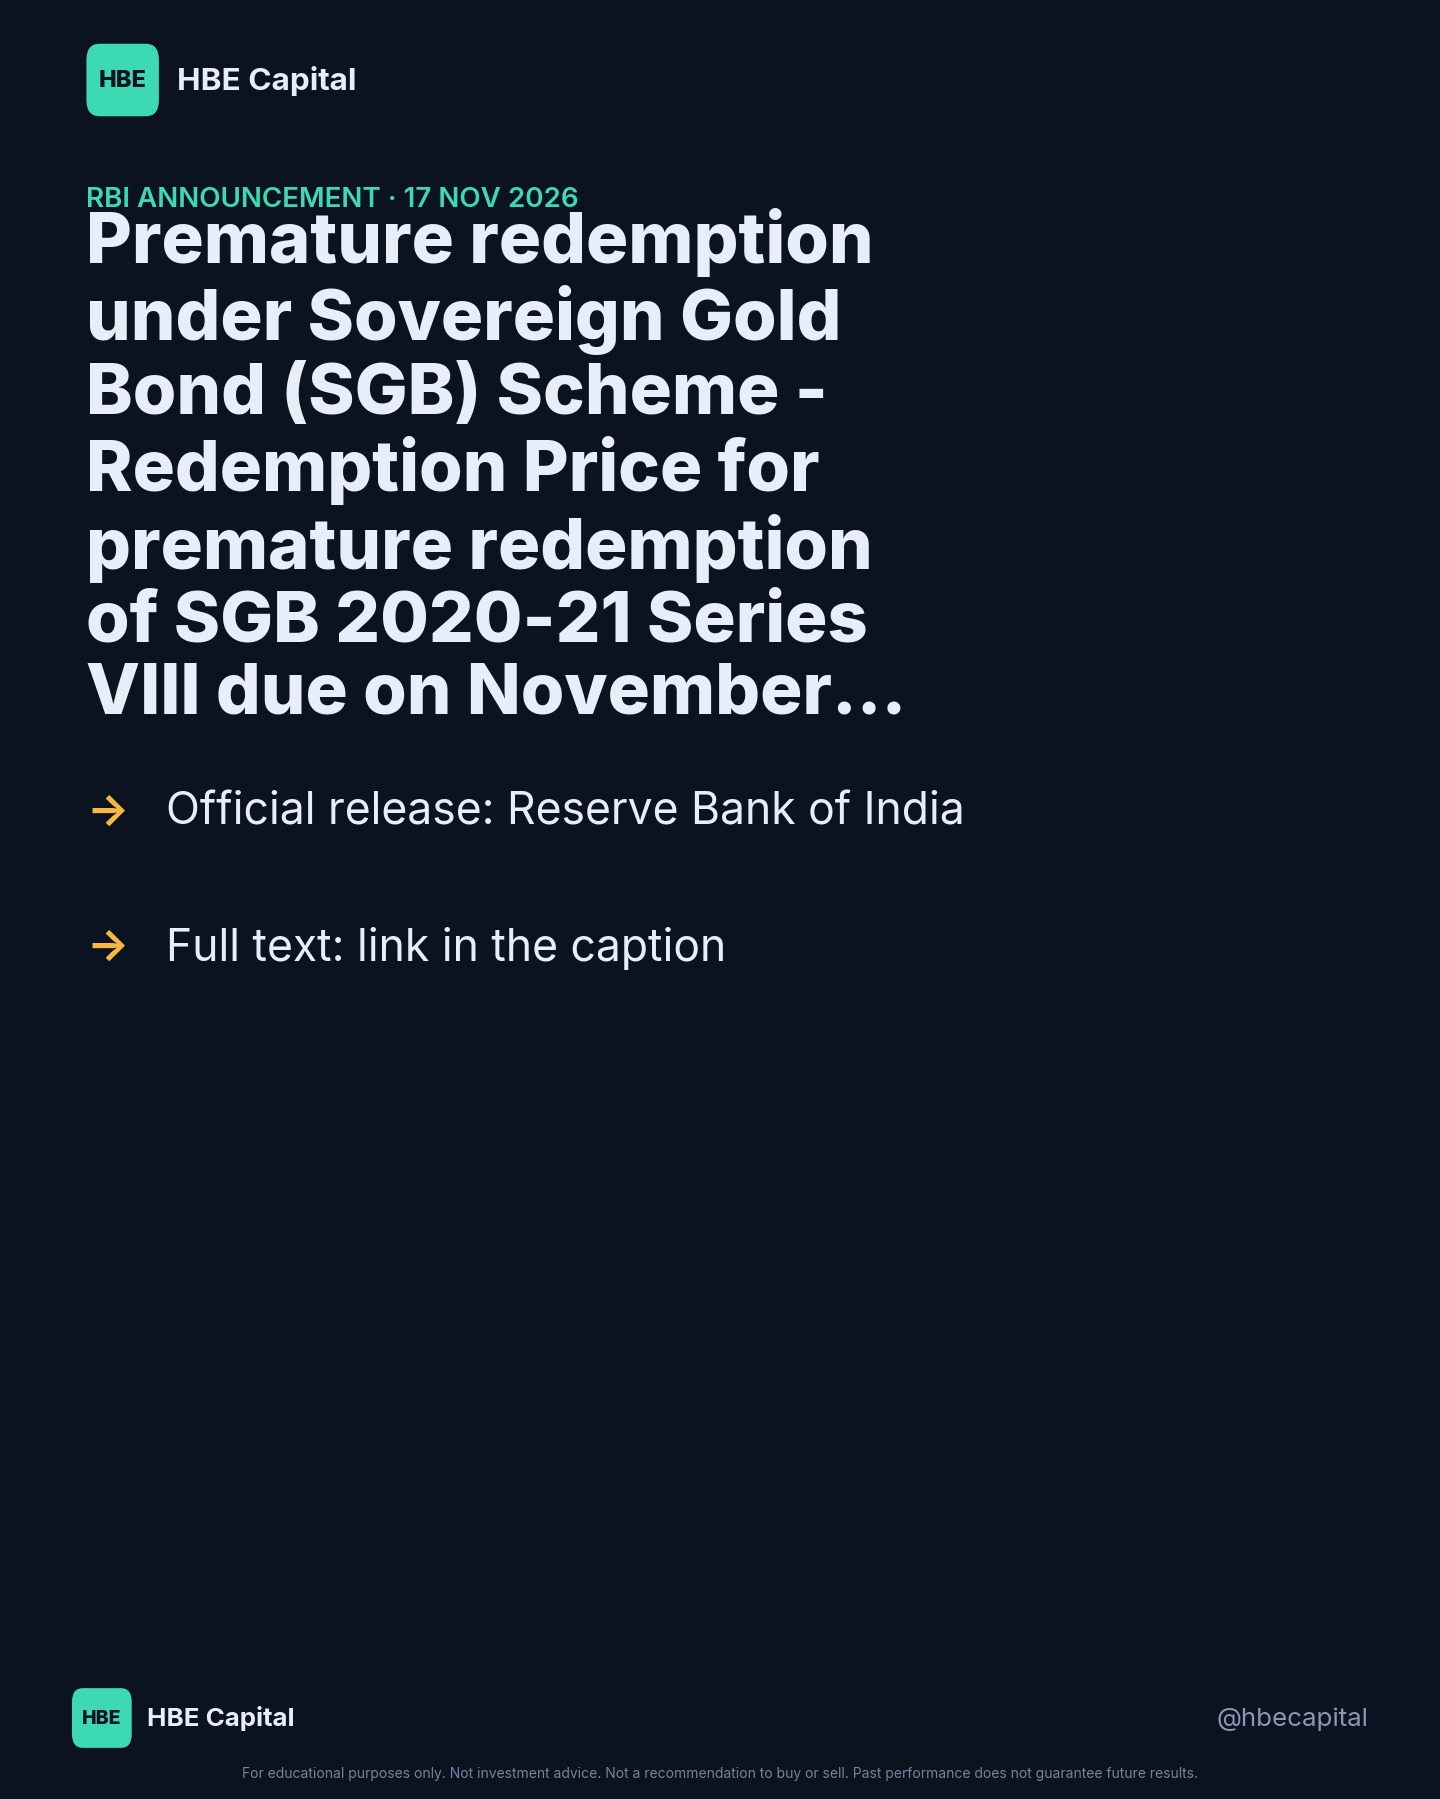 HBE HBE Capital
RBI ANNOUNCEMENT · 17 NOV 2026
Premature redemption
under Sovereign Gold
Bond (SGB) Scheme -
Redemption Price for
premature redemption
of SGB 2020-21 Series
VIII due on November...
→ Official release: Reserve Bank of India
→ Full text: link in the caption
HBE HBE Capital
@hbecapital
For educational purposes only. Not investment advice. Not a recommendation to buy or sell. Past performance does not guarantee future results.